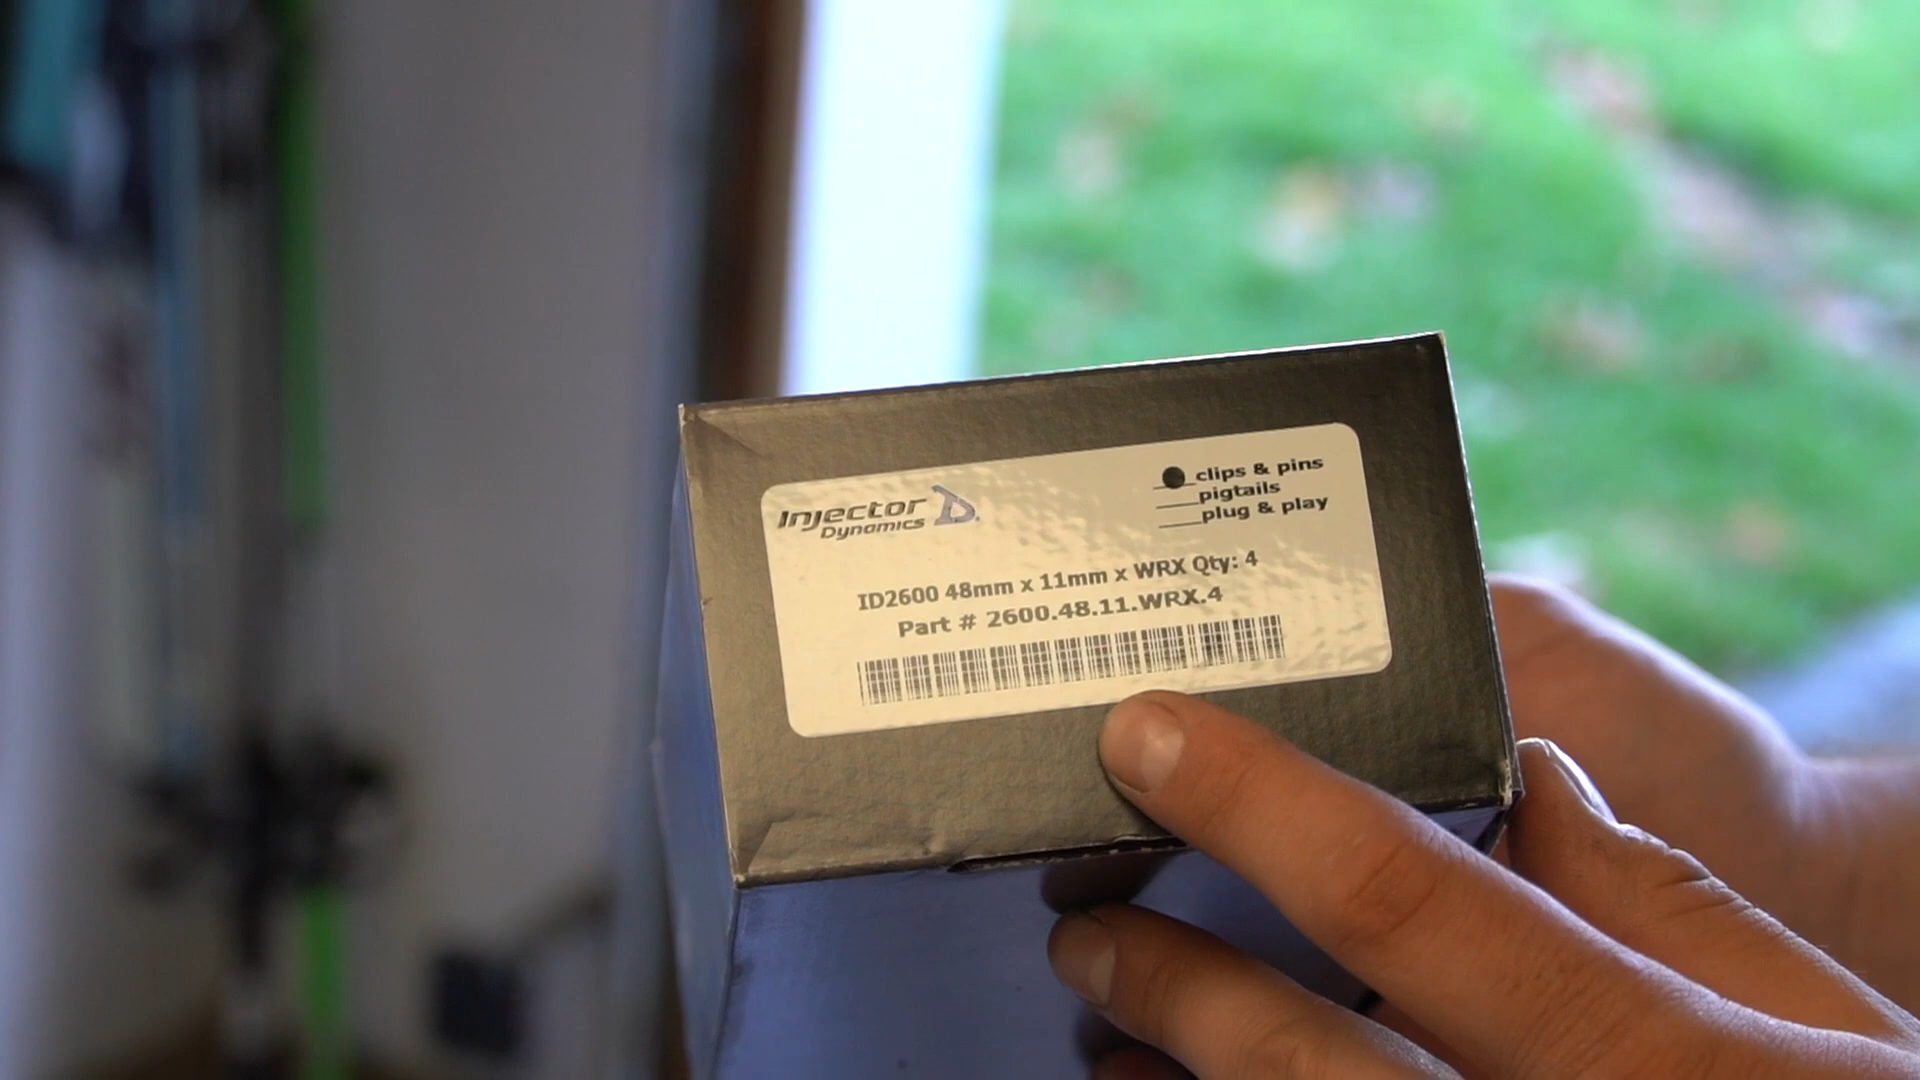 Injector D
Dynamics
clips & pins
pigtails
plug & play
ID2600 48mm x 11mm x WRX Qty: 4
Part # 2600.48.11.WRX.4